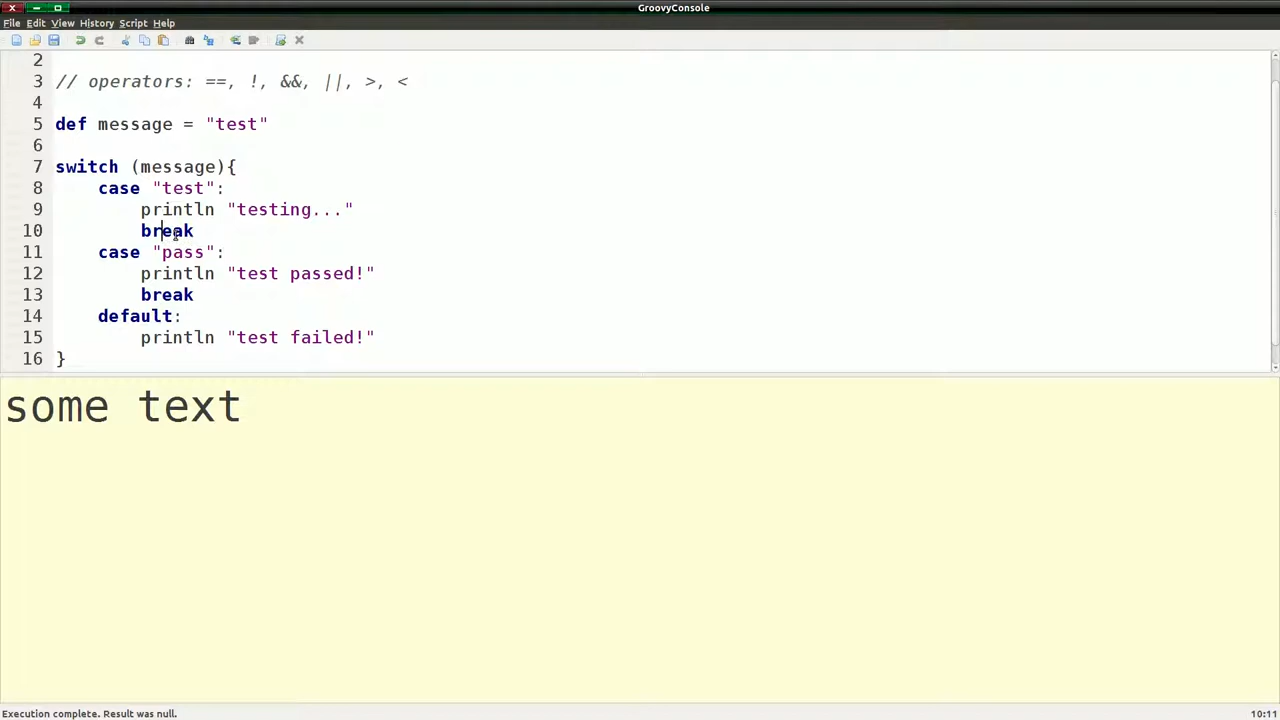 GroovyConsole
File Edit View History Script Help
2
3 // operators: ==, !, &&, ||, >, <
4
5 def message = "test"
6
7 switch (message){
8 case "test":
9 println "testing..."
10 break
11 case "pass":
12 println "test passed!"
13 break
14 default:
15 println "test failed!"
16 }
some text
Execution complete. Result was null.
10:11